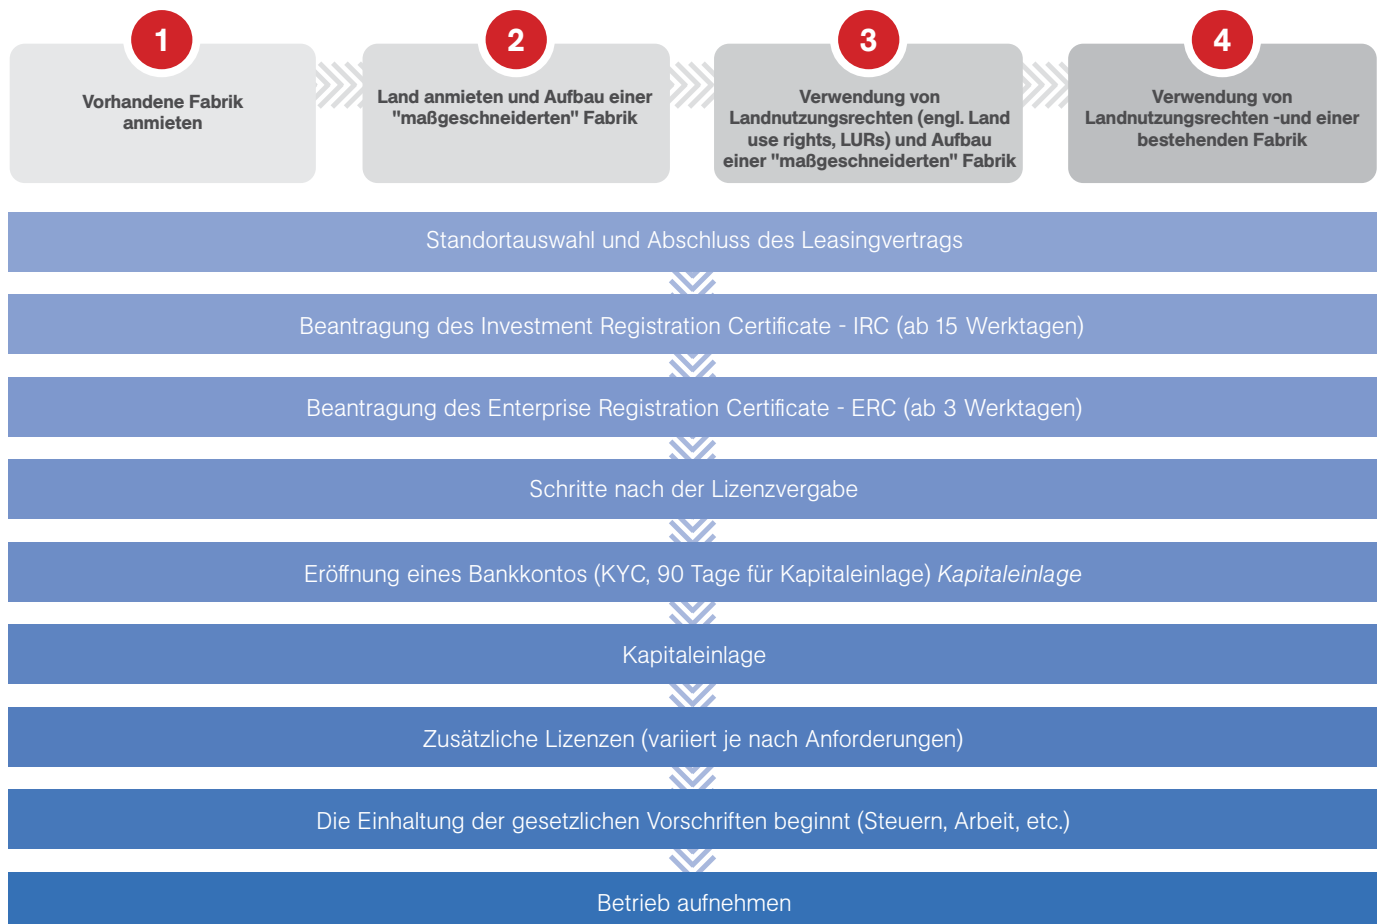 1
Vorhandene Fabrik
anmieten
2
Land anmieten und Aufbau einer
"maßgeschneiderten" Fabrik
3
Verwendung von
Landnutzungsrechten (engl. Land
use rights, LURs) und Aufbau
einer "maßgeschneiderten" Fabrik
4
Verwendung von
Landnutzungsrechten -und einer
bestehenden Fabrik
Standortauswahl und Abschluss des Leasingvertrags
Beantragung des Investment Registration Certificate - IRC (ab 15 Werktagen)
Beantragung des Enterprise Registration Certificate - ERC (ab 3 Werktagen)
Schritte nach der Lizenzvergabe
Eröffnung eines Bankkontos (KYC, 90 Tage für Kapitaleinlage) Kapitaleinlage
Kapitaleinlage
Zusätzliche Lizenzen (variiert je nach Anforderungen)
Die Einhaltung der gesetzlichen Vorschriften beginnt (Steuern, Arbeit, etc.)
Betrieb aufnehmen